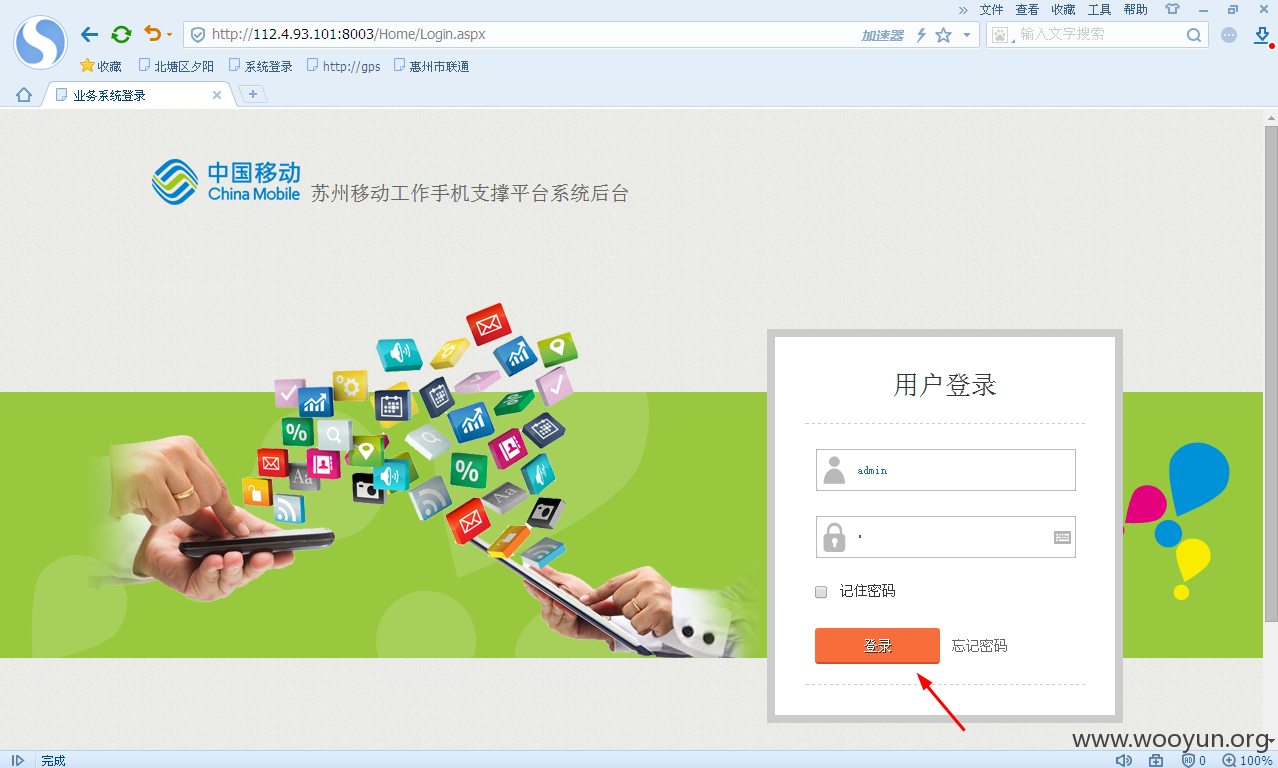 » 文件 查看 收藏 工具 帮助
http://112.4.93.101:8003/Home/Login.aspx 加速器 输入文字搜索
收藏 北塘区夕阳 系统登录 http://gps 惠州市联通
业务系统登录
中国移动
China Mobile
苏州移动工作手机支撑平台系统后台
用户登录
admin
记住密码
登录 忘记密码
%
Aa
%
Aa
www.wooyun.org
完成 0 100%